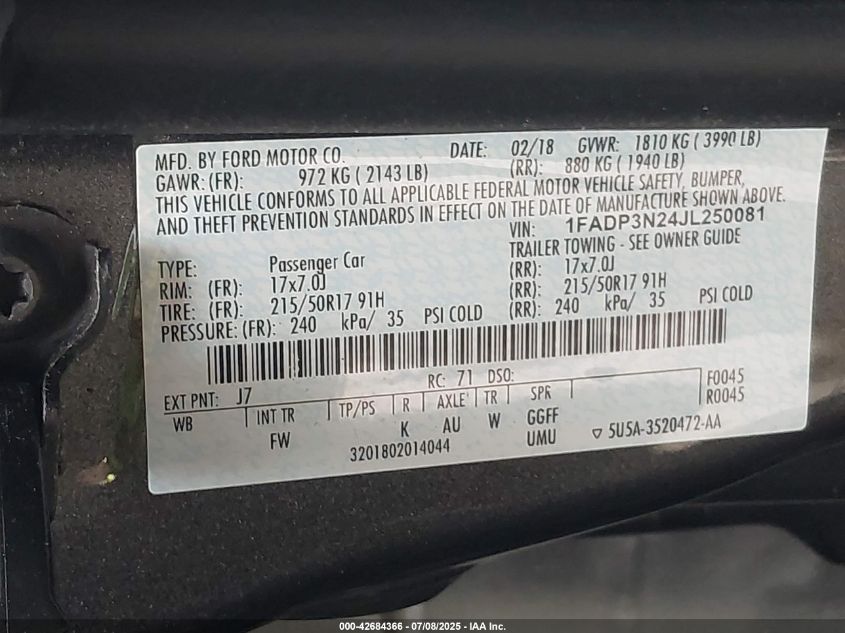 MFD. BY FORD MOTOR CO. DATE: 02/18 GVWR: 1810 KG ( 3990 LB)
GAWR: (FR): 972 KG ( 2143 LB) (RR): 880 KG ( 1940 LB)
THIS VEHICLE CONFORMS TO ALL APPLICABLE FEDERAL MOTOR VEHICLE SAFETY, BUMPER,
AND THEFT PREVENTION STANDARDS IN EFFECT ON THE DATE OF MANUFACTURE SHOWN ABOVE.
VIN: 1FADP3N24JL250081
TRAILER TOWING - SEE OWNER GUIDE
TYPE: Passenger Car
RIM: (FR): 17x7.0J (RR): 17x7.0J
TIRE: (FR): 215/50R17 91H (RR): 215/50R17 91H
PRESSURE: (FR): 240 kPa/ 35 PSI COLD (RR): 240 kPa/ 35 PSI COLD
EXT PNT: J7 RC: 71 DSO: F0045
WB INT TR TP/PS R AXLE TR SPR R0045
FW K AU W GGFF
3201802014044 UMU ▽ 5U5A-3520472-AA
000-42684366 - 07/08/2025 - IAA Inc.